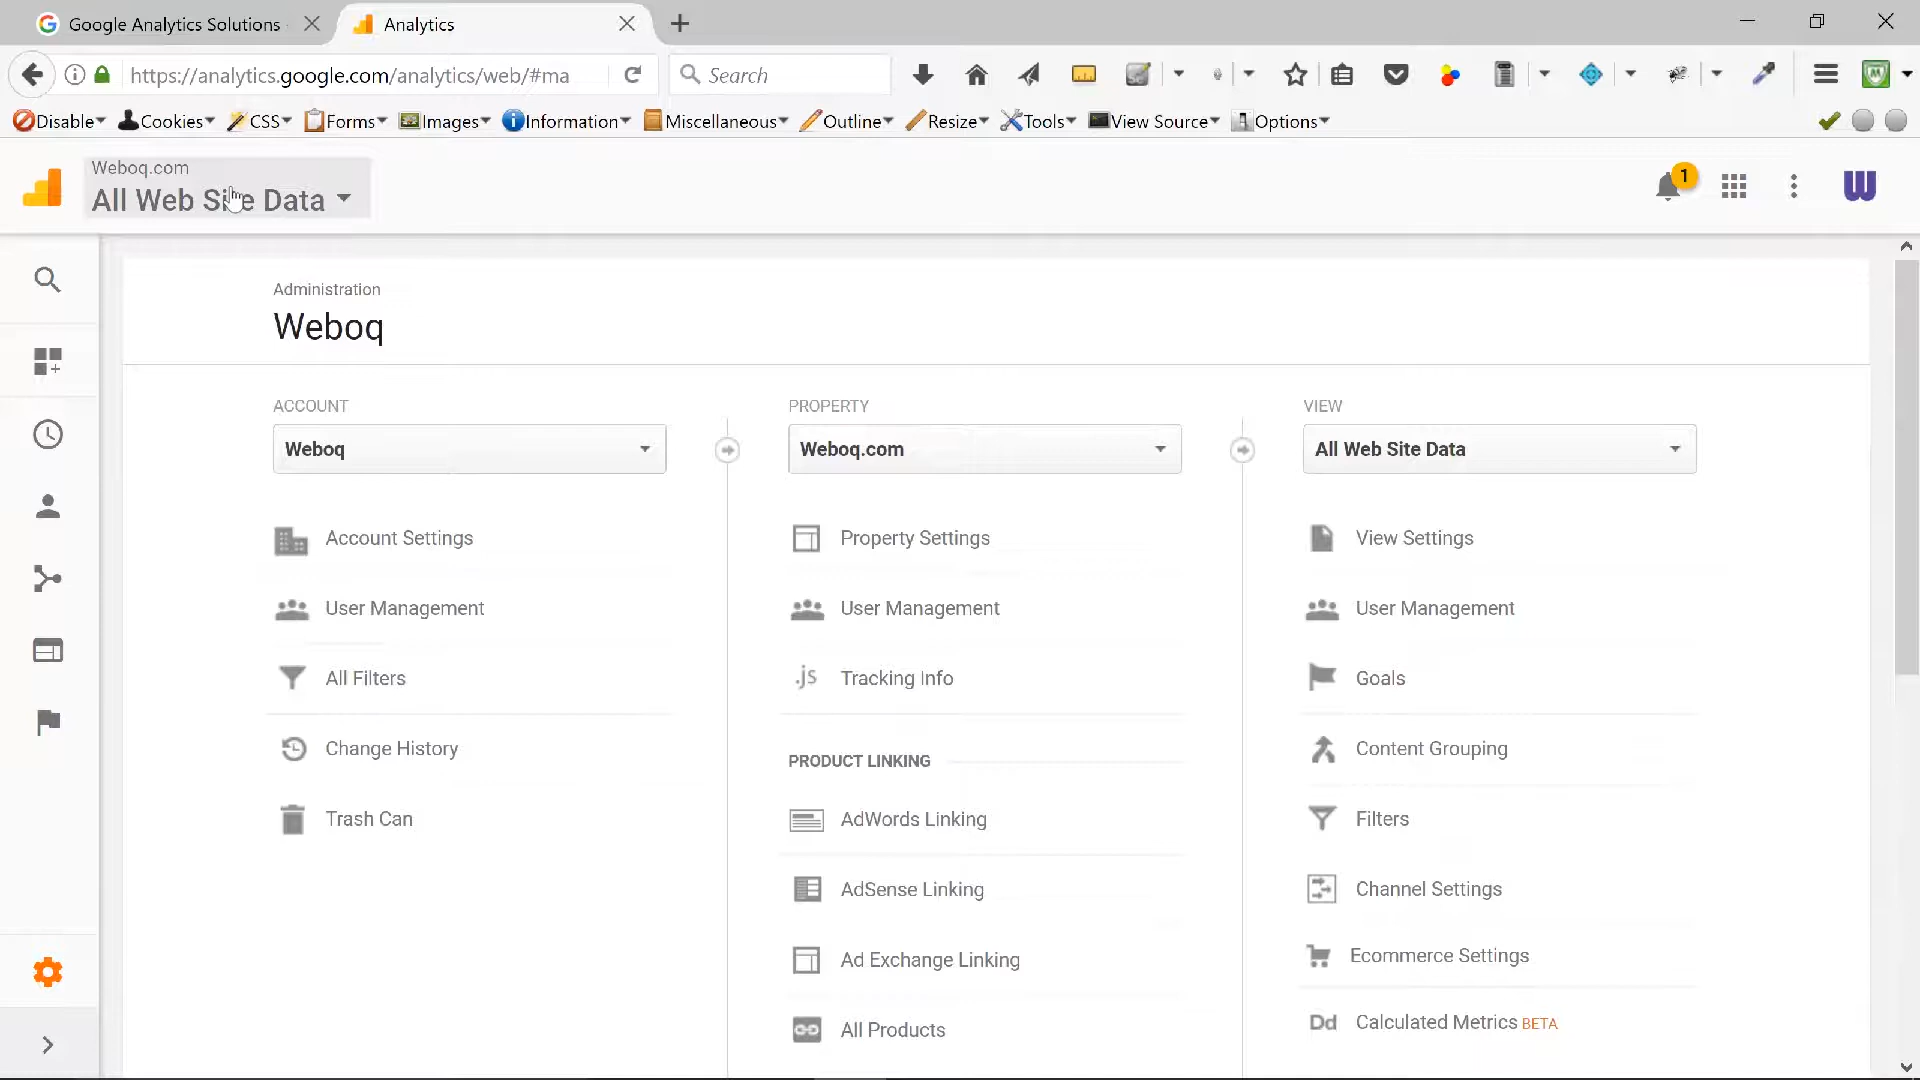 Google Analytics Solutions
Analytics
https://analytics.google.com/analytics/web/#ma
Search
Disable
Cookies
CSS
Forms
Images
Information
Miscellaneous
Outline
Resize
Tools
View Source
Options
Weboq.com
All Web Site Data
1
W
Administration
Weboq
ACCOUNT
PROPERTY
VIEW
Weboq
Weboq.com
All Web Site Data
Account Settings
Property Settings
View Settings
User Management
User Management
User Management
All Filters
.js
Tracking Info
Goals
Change History
PRODUCT LINKING
Content Grouping
Trash Can
AdWords Linking
Filters
AdSense Linking
Channel Settings
Ad Exchange Linking
Ecommerce Settings
All Products
Dd
Calculated Metrics BETA